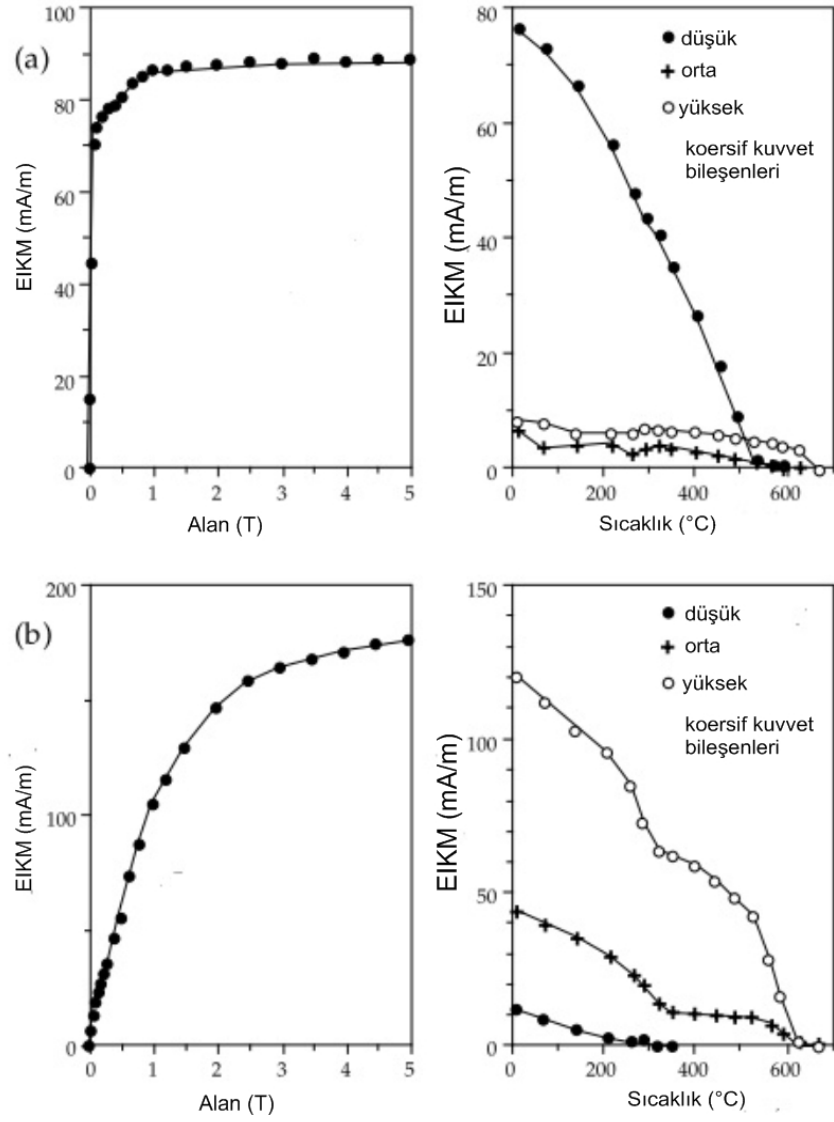 (a)
EIKM (mA/m)
100
80
60
40
20
0
0 1 2 3 4 5
Alan (T)
EIKM (mA/m)
80
60
40
20
0
düşük
orta
yüksek
koersif kuvvet
bileşenleri
0 200 400 600
Sıcaklık (°C)
(b)
EIKM (mA/m)
200
100
0
0 1 2 3 4 5
Alan (T)
EIKM (mA/m)
150
100
50
0
düşük
orta
yüksek
koersif kuvvet
bileşenleri
0 200 400 600
Sıcaklık (°C)